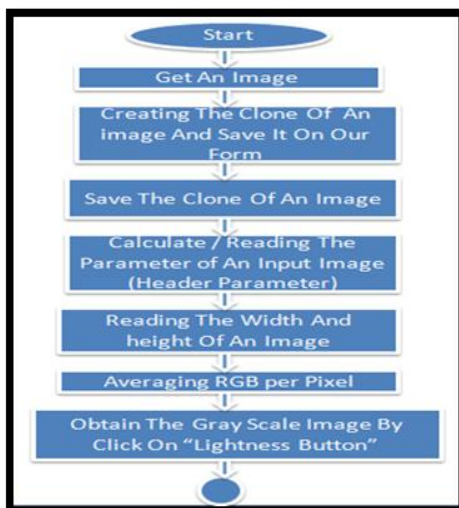 Start
Get An Image
Creating The Clone Of An
image And Save It On Our
Form
Save The Clone Of An Image
Calculate / Reading The
Parameter of An Input Image
(Header Parameter)
Reading The Width And
height Of An Image
Averaging RGB per Pixel
Obtain The Gray Scale Image By
Click On “Lightness Button”